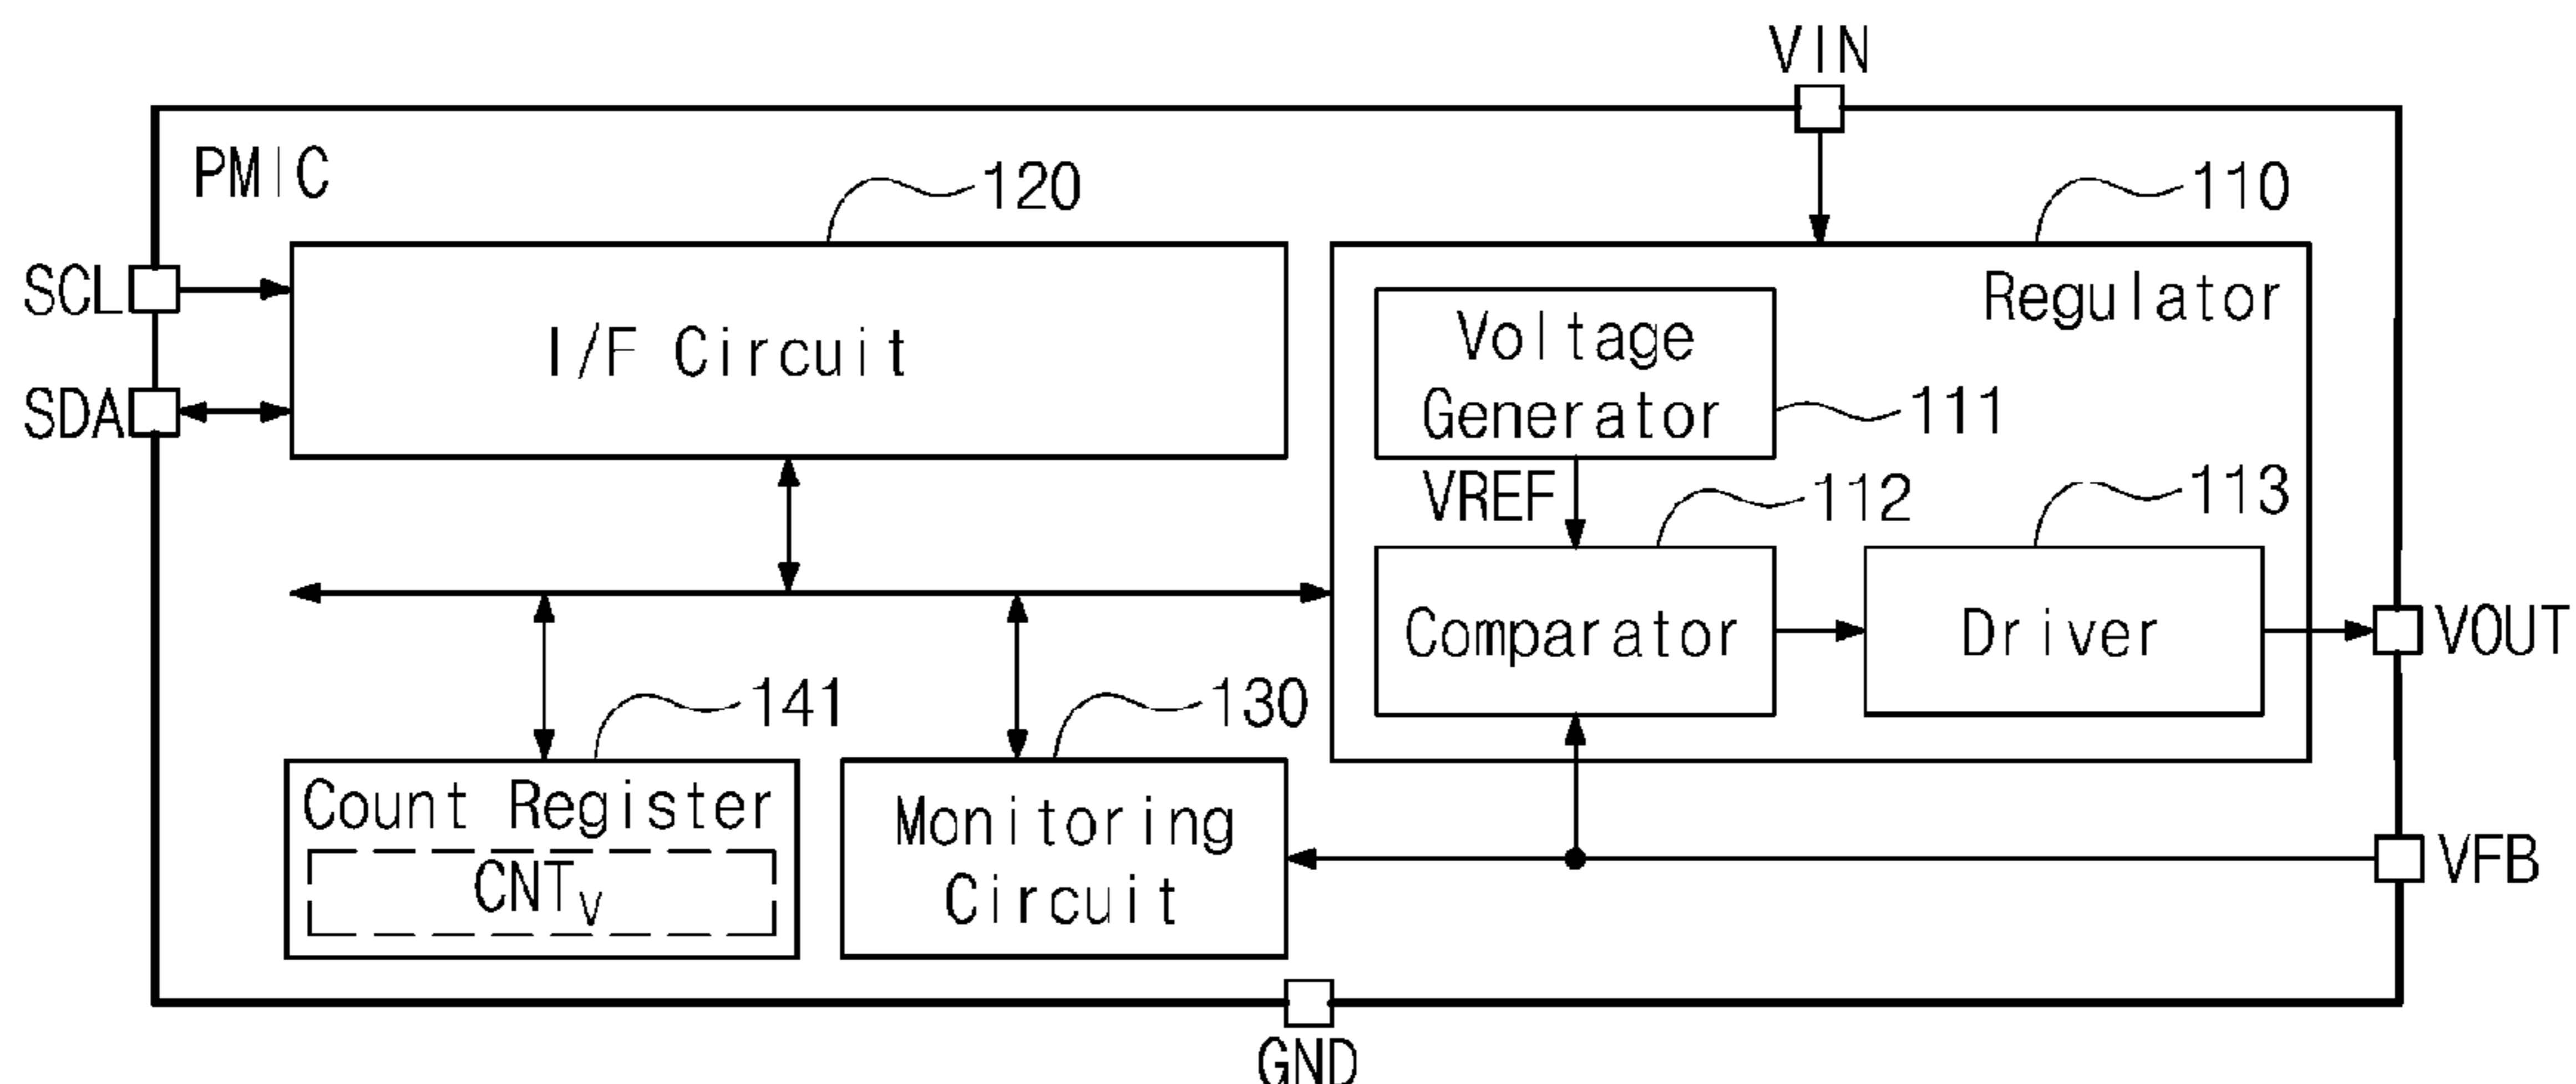 VIN
PMIC
120
110
SCL
I/F Circuit
Regulator
Voltage
Generator
111
SDA
VREF
112
113
Comparator
Driver
VOUT
141
130
Count Register
CNTV
Monitoring
Circuit
VFB
GND